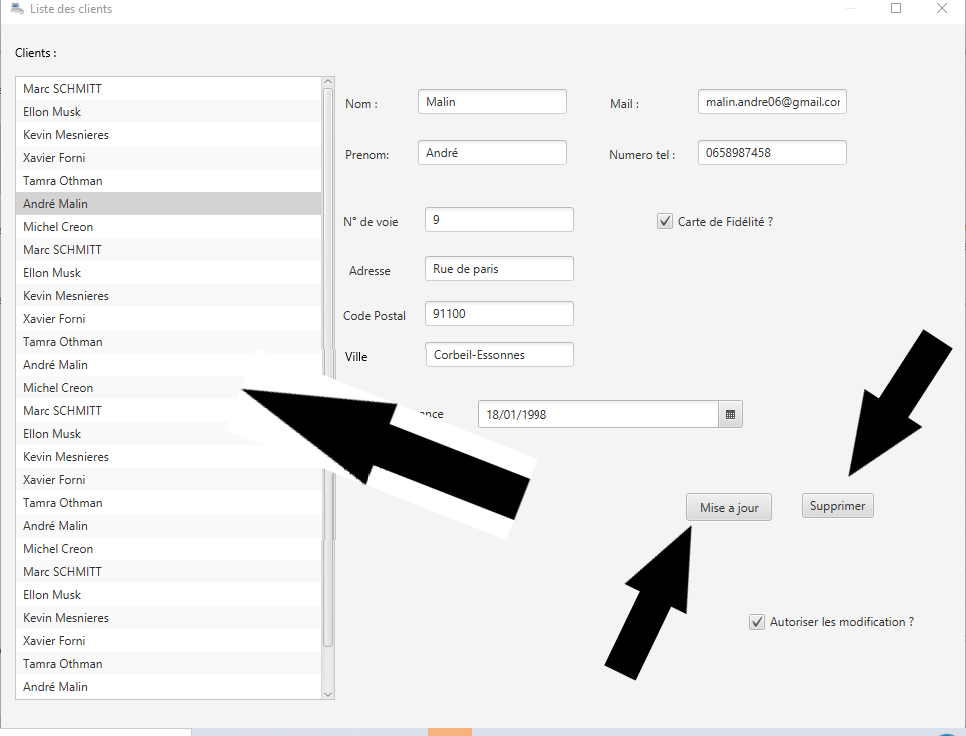 Liste des clients
Clients :
Marc SCHMITT
Ellon Musk
Kevin Mesnieres
Xavier Forni
Tamra Othman
André Malin
Michel Creon
Marc SCHMITT
Ellon Musk
Kevin Mesnieres
Xavier Forni
Tamra Othman
André Malin
Michel Creon
Marc SCHMITT
Ellon Musk
Kevin Mesnieres
Xavier Forni
Tamra Othman
André Malin
Michel Creon
Marc SCHMITT
Ellon Musk
Kevin Mesnieres
Xavier Forni
Tamra Othman
André Malin
Nom : Malin
Prenom: André
Mail : malin.andre06@gmail.cor
Numero tel : 0658987458
N° de voie 9
Carte de Fidélité ?
Adresse Rue de paris
Code Postal 91100
Ville Corbeil-Essonnes
18/01/1998
Mise a jour
Supprimer
Autoriser les modification ?